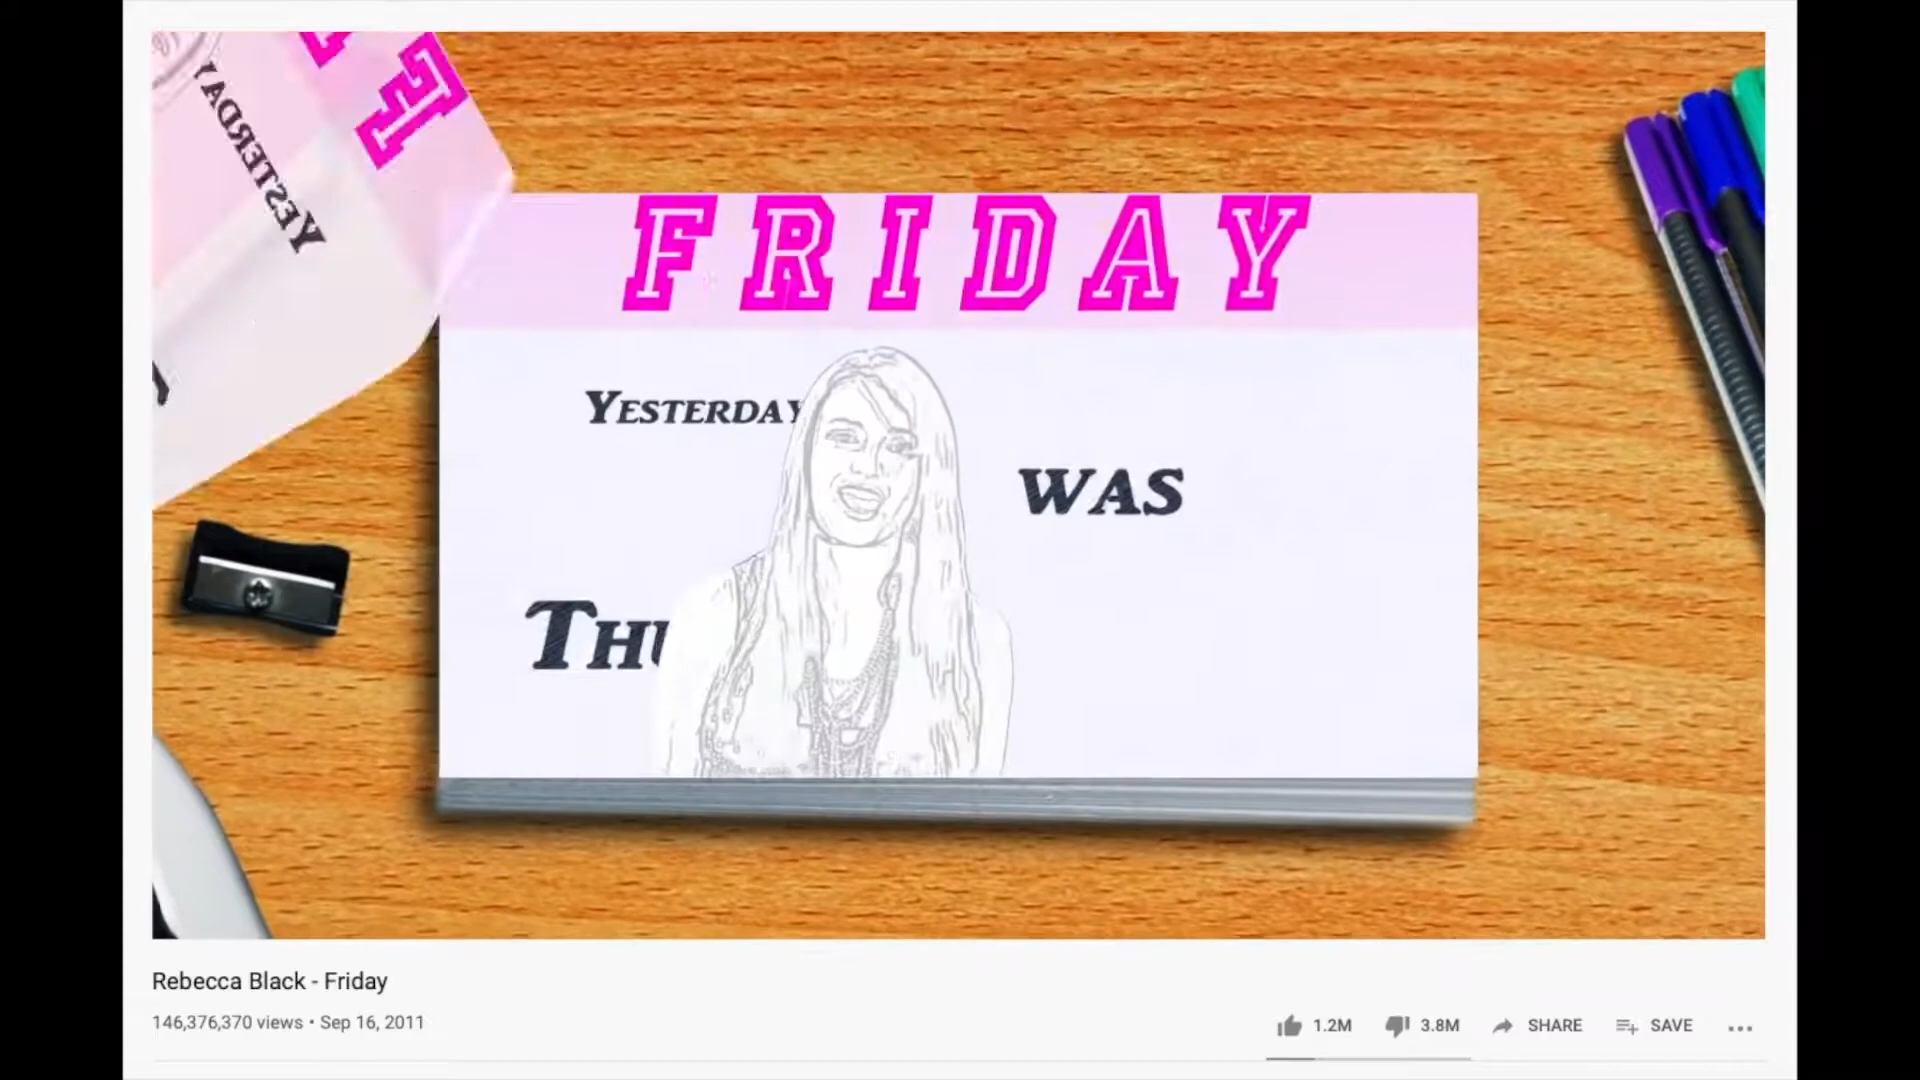 YESTERDAY
FRIDAY
YESTERDAY
WAS
THU
Rebecca Black - Friday
146,376,370 views • Sep 16, 2011
1.2M 3.8M SHARE SAVE